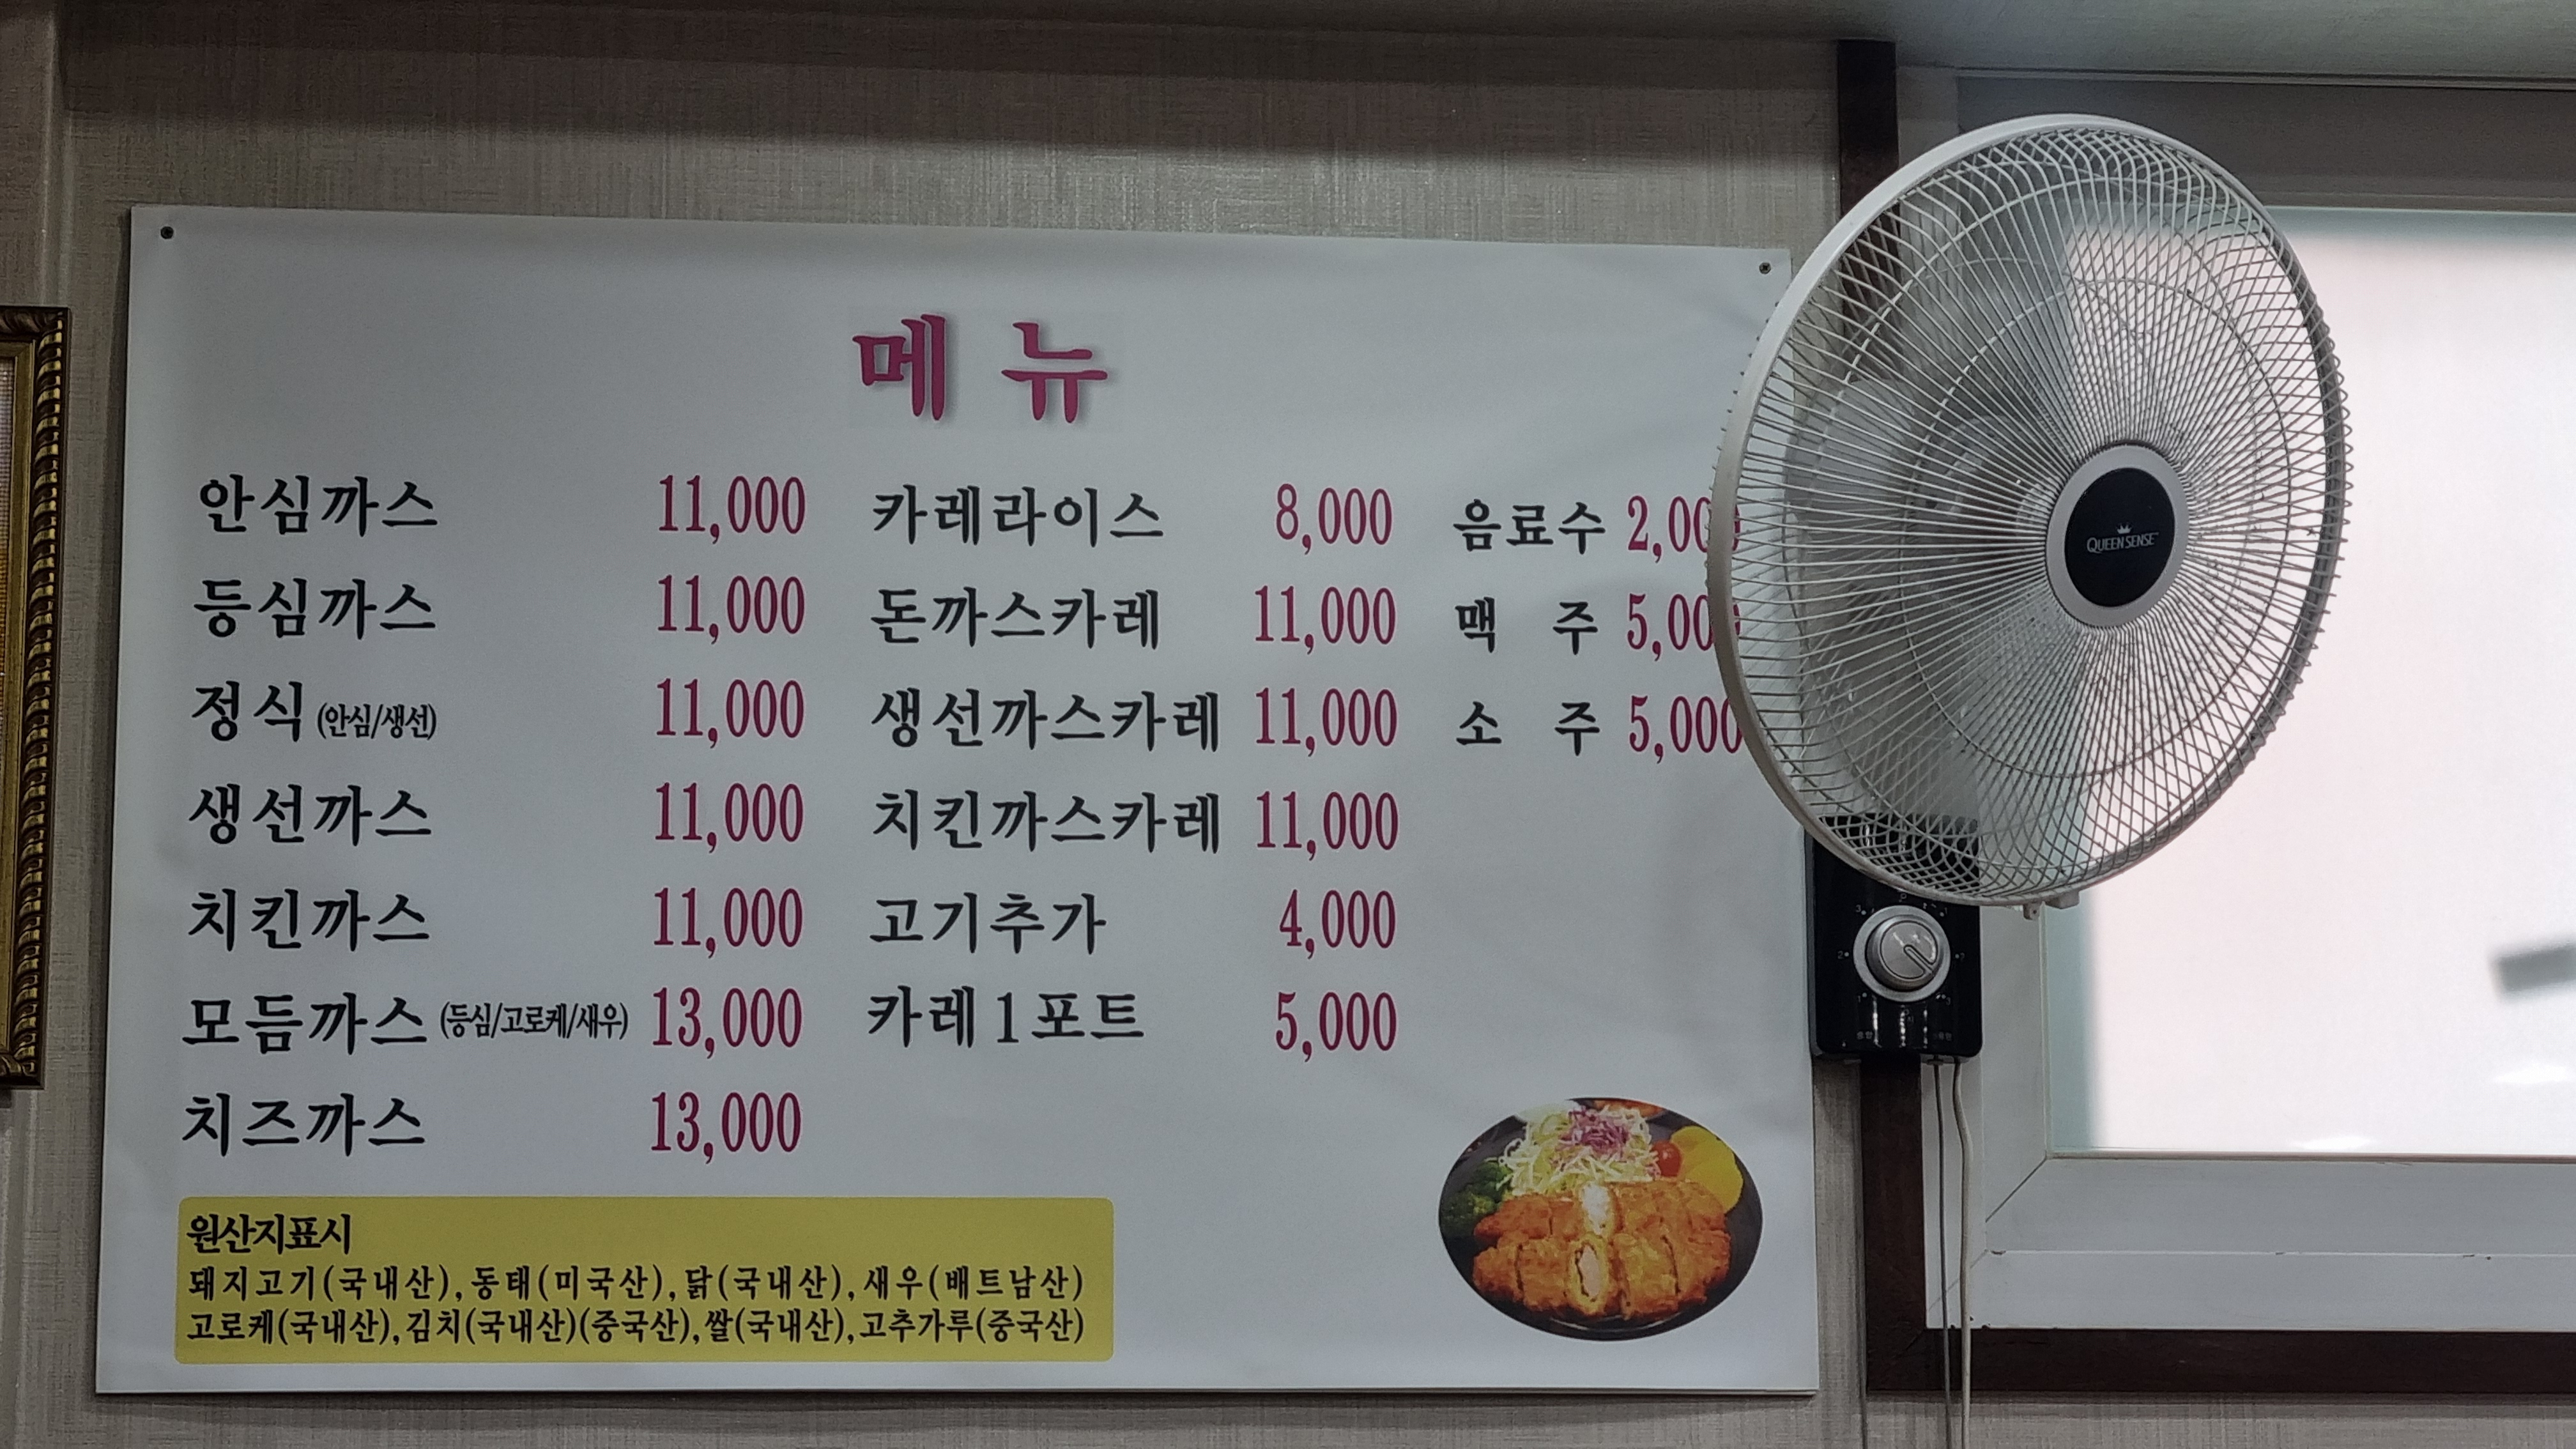 메뉴
안심까스 11,000
등심까스 11,000
정식 (안심/생선) 11,000
생선까스 11,000
치킨까스 11,000
모듬까스 (등심/고로케/새우) 13,000
치즈까스 13,000
카레라이스 8,000
돈까스카레 11,000
생선까스카레 11,000
치킨까스카레 11,000
고기추가 4,000
카레 1 포트 5,000
음료수 2,000
맥 주 5,000
소 주 5,000
원산지표시
돼지고기(국내산), 동태(미국산), 닭(국내산), 새우(배트남산)
고로케(국내산), 김치(국내산)(중국산), 쌀(국내산), 고추가루(중국산)
QUEENSENSE